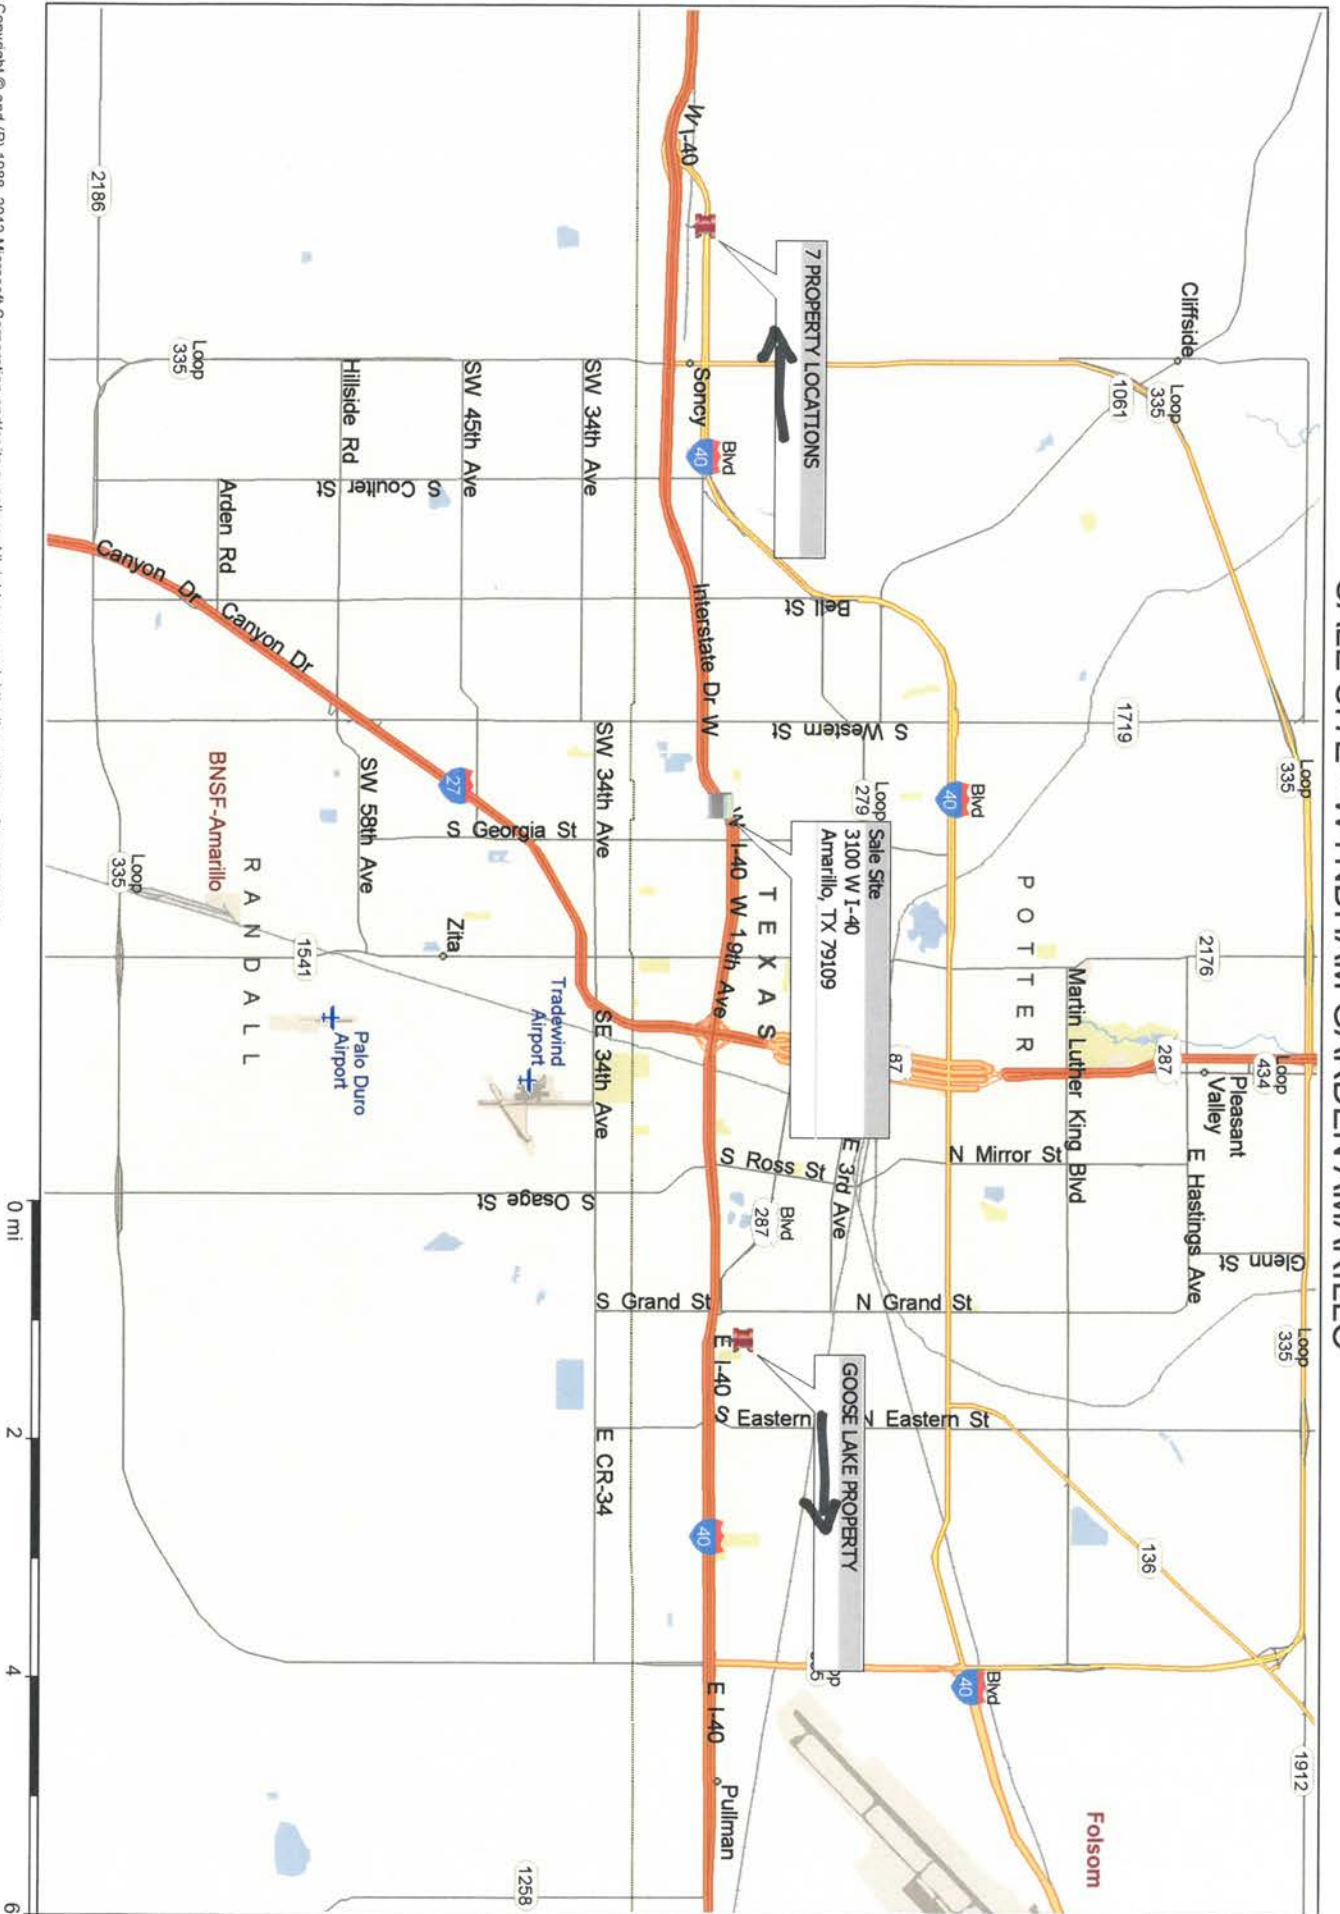 SALE SITE - WYNDHAM GARDEN AMARILLO
Cliffside
Loop
335
1061
1719
Loop
335
2176
Loop
434
287
Pleasant
Valley
Glenn St
E Hastings Ave
Loop
335
1912
7 PROPERTY LOCATIONS
W I-40
Soncy
Blvd
40
Bell St
S Western St
Interstate Dr W
Blvd
40
Loop
279
Sale Site
3100 W I-40
Amarillo, TX 79109
POTTER
Martin Luther King Blvd
N Mirror St
87
TEXAS
W I-40
W 19th Ave
S Ross St
E 3rd Ave
Blvd
287
N Grand St
S Grand St
GOOSE LAKE PROPERTY
E I-40
S Eastern
N Eastern St
136
40
Blvd
40
E I-40
Pullman
Folsom
2186
Loop
335
Hillside Rd
SW 45th Ave
SW 34th Ave
S Coulter St
Arden Rd
Canyon Dr
Canyon Dr
27
SW 34th Ave
SW 58th Ave
S Georgia St
BNSF-Amarillo
RANDALL
Loop
335
1541
Zita
Tradewind
Airport
Palo Duro
Airport
SE 34th Ave
S Osage St
E CR-34
1258
0 mi
2
4
6